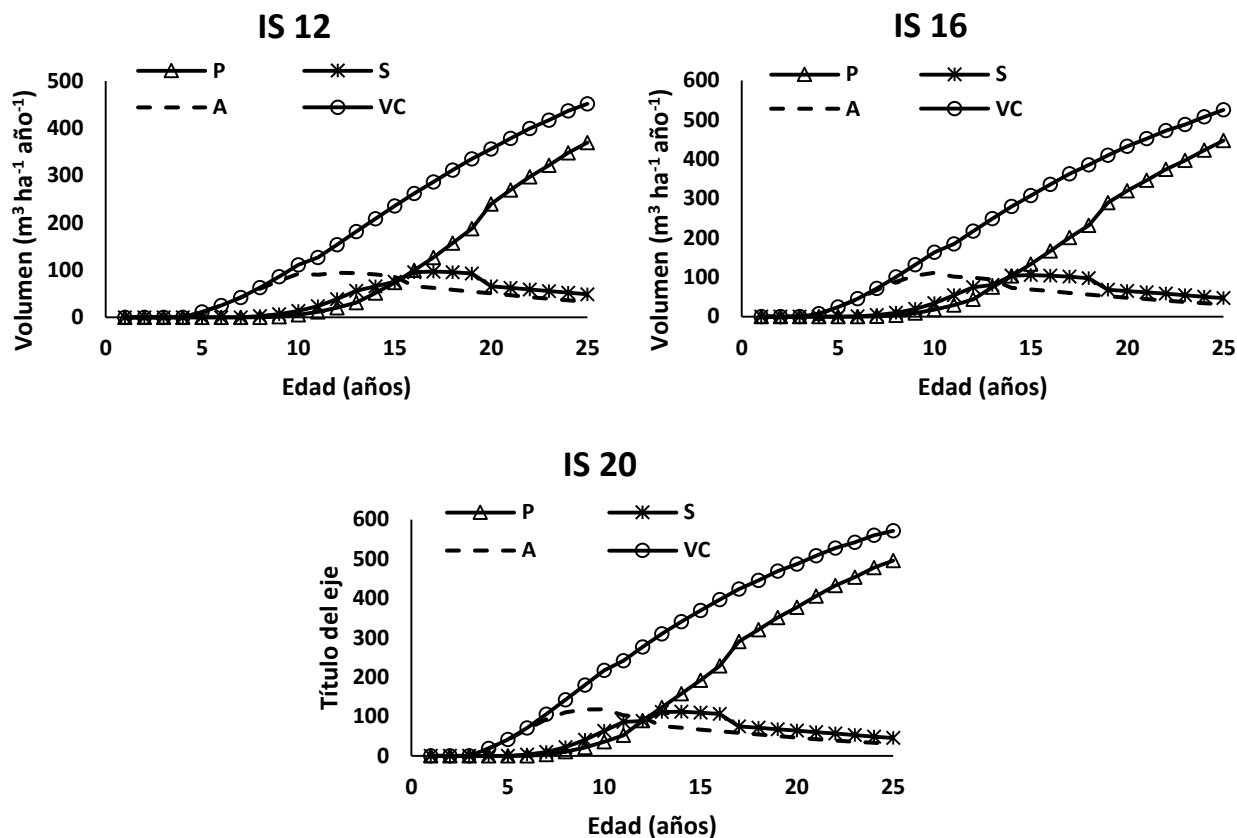 IS 12
P
S
A
VC
Volumen (m³ ha⁻¹ año⁻¹)
500
400
300
200
100
0
0 5 10 15 20 25
Edad (años)
IS 16
P
S
A
VC
Volumen (m³ ha⁻¹ año⁻¹)
600
500
400
300
200
100
0
0 5 10 15 20 25
Edad (años)
IS 20
P
S
A
VC
Título del eje
600
500
400
300
200
100
0
0 5 10 15 20 25
Edad (años)